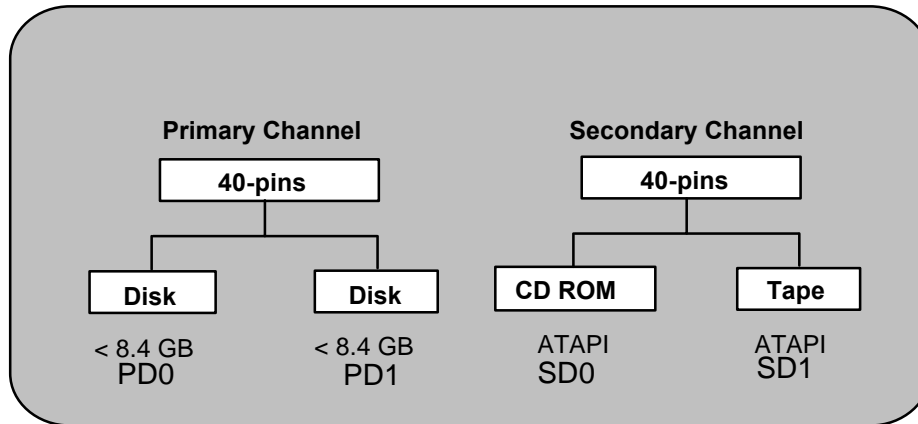 Primary Channel
40-pins
Disk
Disk
< 8.4 GB
PD0
< 8.4 GB
PD1
Secondary Channel
40-pins
CD ROM
Tape
ATAPI
SD0
ATAPI
SD1